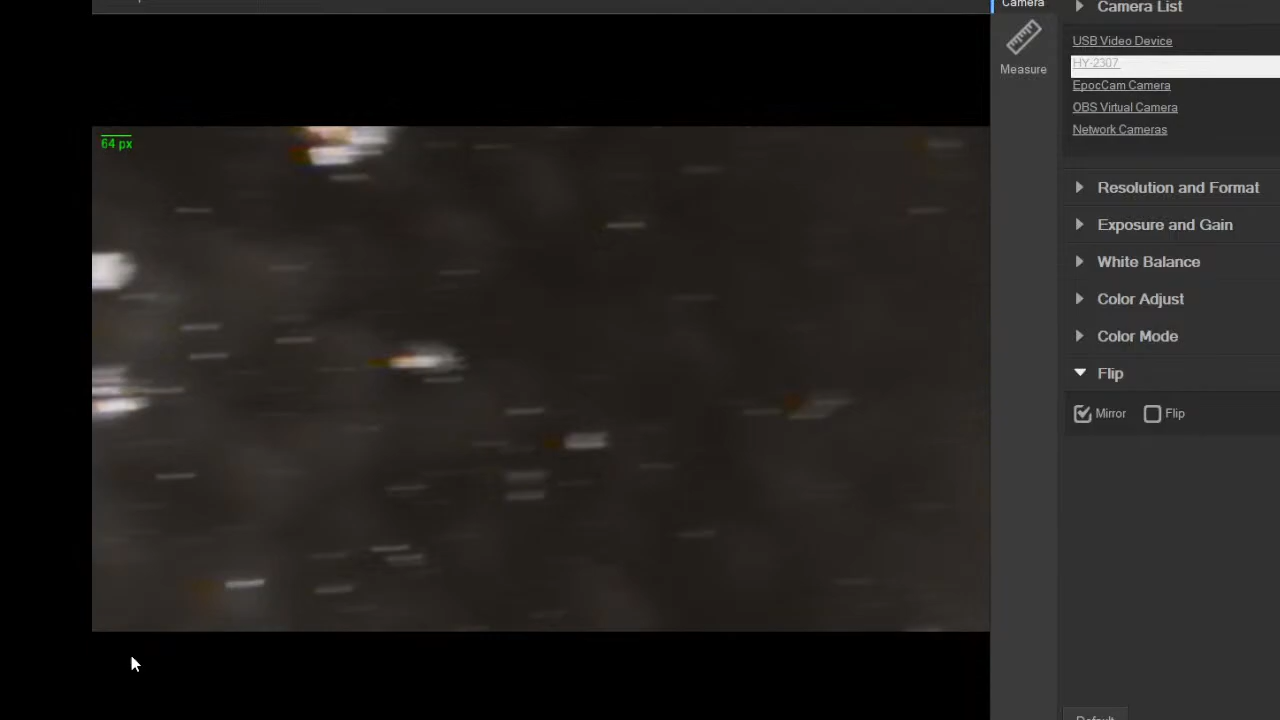 Camera
Measure
64 px
Camera List
USB Video Device
HY-2307
EpocCam Camera
OBS Virtual Camera
Network Cameras
Resolution and Format
Exposure and Gain
White Balance
Color Adjust
Color Mode
Flip
Mirror
Flip
Default